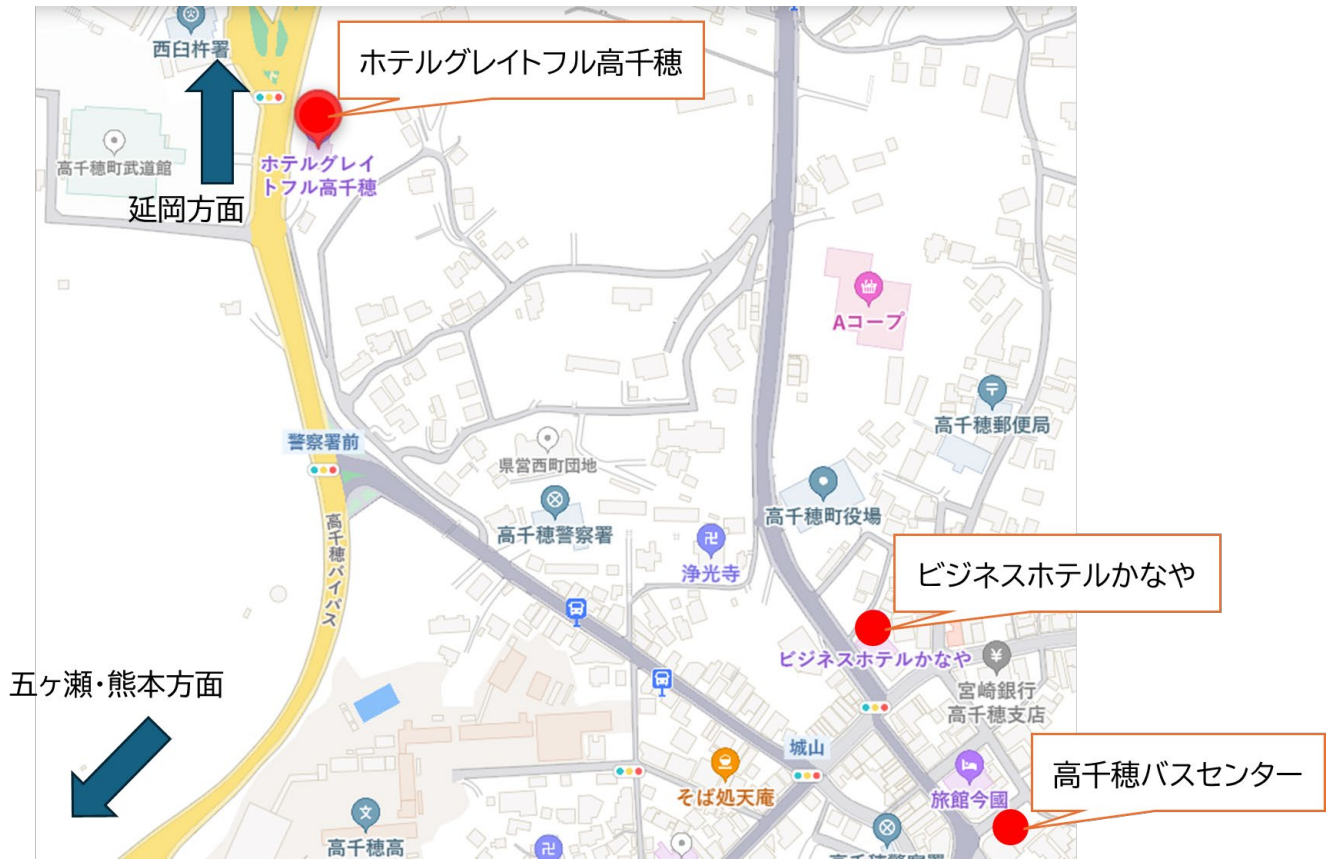 西臼杵署
ホテルグレイトフル高千穂
高千穂町武道館
ホテルグレイ
トフル高千穂
延岡方面
Aコープ
高千穂郵便局
警察署前
県営西町団地
高千穂町役場
高千穂警察署
高千穂バイパス
浄光寺
ビジネスホテルかなや
ビジネスホテルかなや
五ヶ瀬・熊本方面
宮崎銀行
高千穂支店
城山
高千穂バスセンター
そば処天庵
旅館今國
高千穂高